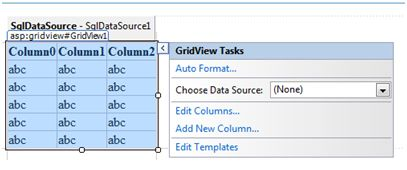 SqlDataSource - SqlDataSource1
asp:gridview#GridView1
Column0 Column1 Column2
abc abc abc
abc abc abc
abc abc abc
abc abc abc
abc abc abc
GridView Tasks
Auto Format...
Choose Data Source: (None)
Edit Columns...
Add New Column...
Edit Templates